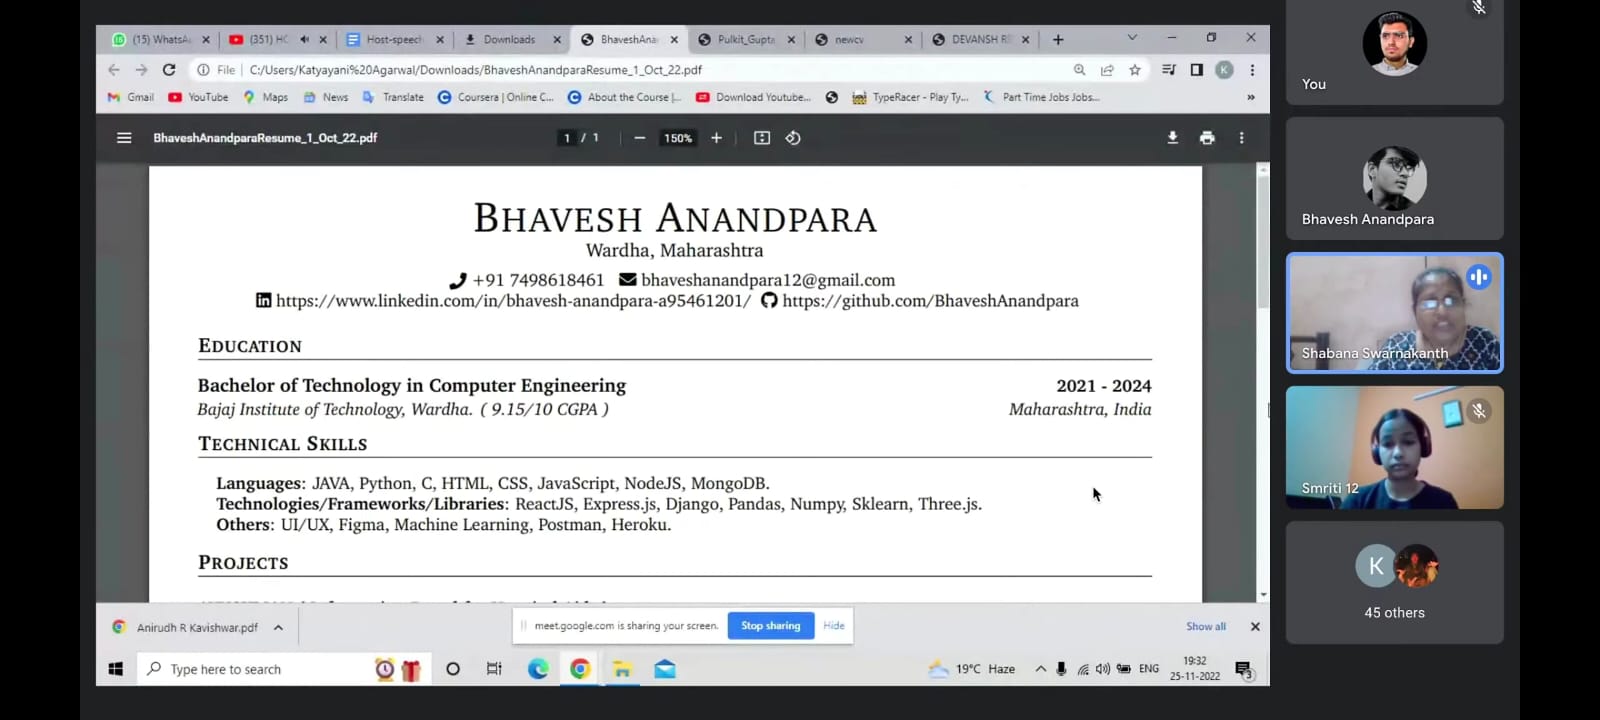 (15) WhatsA
(351) HC
Host-speech
Downloads
BhaveshAnan
Pulkit_Gupta
newcv
DEVANSH R
File
C:/Users/Katyayani%20Agarwal/Downloads/BhaveshAnandparaResume_1_Oct_22.pdf
K
Gmail
YouTube
Maps
News
Translate
Coursera | Online C...
About the Course |...
Download Youtube...
TypeRacer - Play Ty...
Part Time Jobs Jobs...
»
BhaveshAnandparaResume_1_Oct_22.pdf
1 / 1
150%
BHAVESH ANANDPARA
Wardha, Maharashtra
+91 7498618461 bhaveshanandpara12@gmail.com
https://www.linkedin.com/in/bhavesh-anandpara-a95461201/ https://github.com/BhaveshAnandpara
EDUCATION
Bachelor of Technology in Computer Engineering 2021 - 2024
Bajaj Institute of Technology, Wardha. ( 9.15/10 CGPA ) Maharashtra, India
TECHNICAL SKILLS
Languages: JAVA, Python, C, HTML, CSS, JavaScript, NodeJS, MongoDB.
Technologies/Frameworks/Libraries: ReactJS, Express.js, Django, Pandas, Numpy, Sklearn, Three.js.
Others: UI/UX, Figma, Machine Learning, Postman, Heroku.
PROJECTS
Anirudh R Kavishwar.pdf
meet.google.com is sharing your screen.
Stop sharing
Hide
Show all
Type here to search
19°C Haze
ENG
19:32
25-11-2022
3
You
Bhavesh Anandpara
Shabana Swarnakanth
Smriti 12
K
45 others